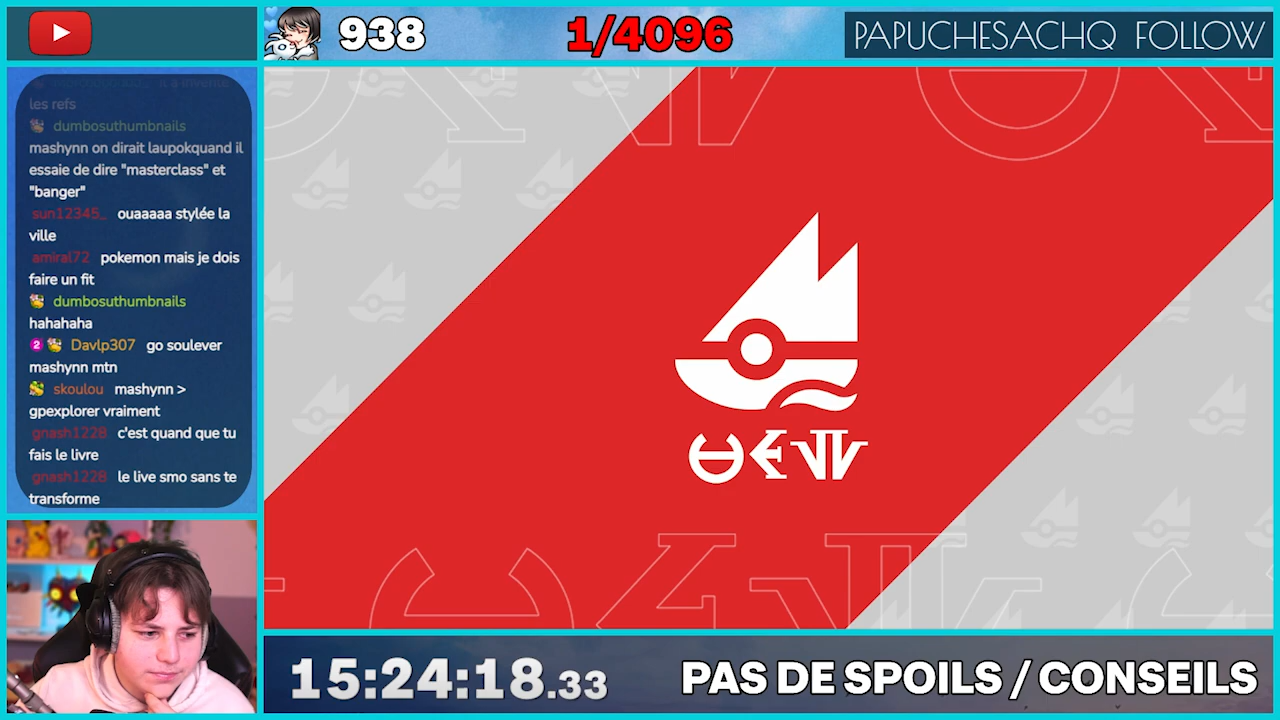 938
1/4096
PAPUCHESACHQ FOLLOW
les refs
dumbosuthumbnails
mashynn on dirait laupokquand il
essaie de dire "masterclass" et
"banger"
sun12345_ ouaaaaa stylée la
ville
amiral72 pokemon mais je dois
faire un fit
dumbosuthumbnails
hahahaha
2 Davlp307 go soulever
mashynn mtn
skoulou mashynn >
gpexplorer vraiment
gnash1228 c'est quand que tu
fais le livre
gnash1228 le live smo sans te
transforme
15:24:18.33
PAS DE SPOILS / CONSEILS